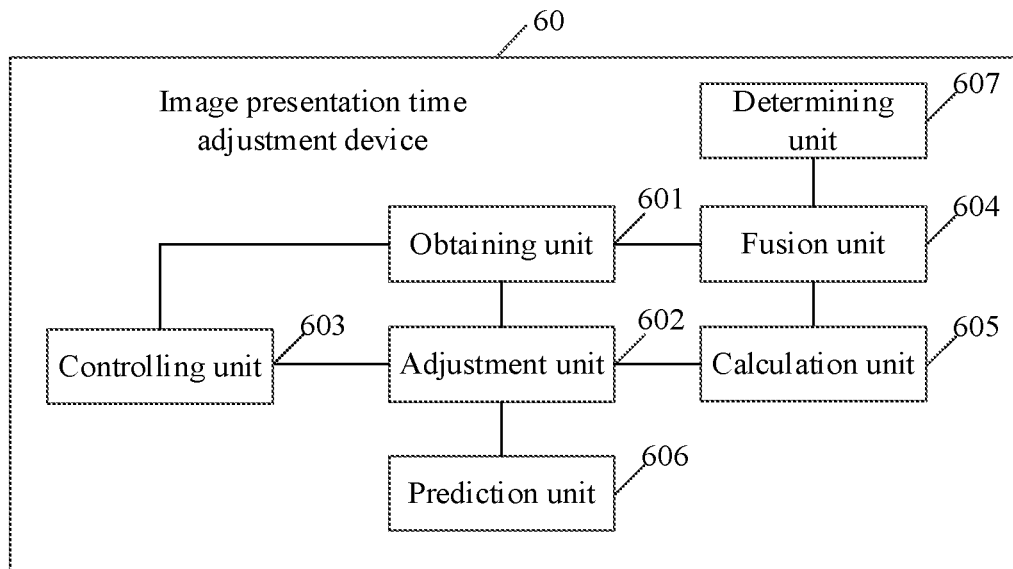 60
Image presentation time
adjustment device
607
Determining
unit
601
604
Obtaining unit
Fusion unit
603
602
605
Controlling unit
Adjustment unit
Calculation unit
606
Prediction unit